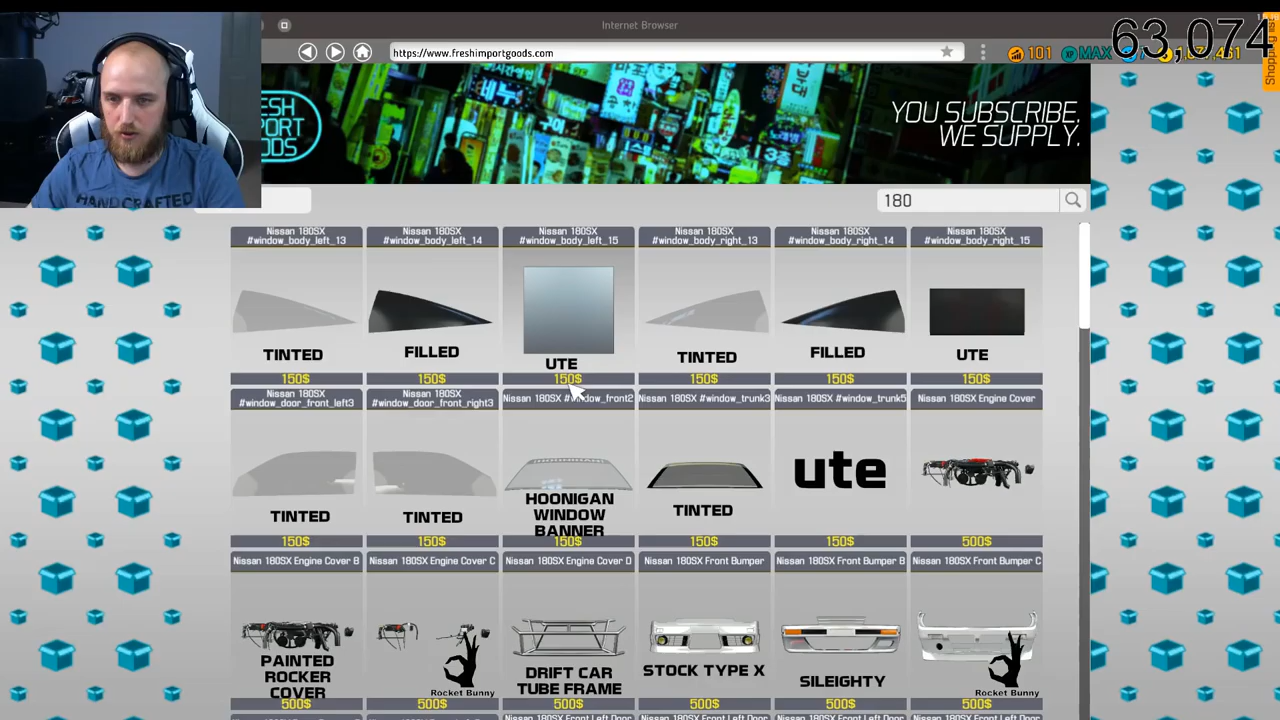 Internet Browser
63,074
https://www.freshimportgoods.com
101
MAX
Shopping list
YOU SUBSCRIBE,
WE SUPPLY.
180
Nissan 180SX
#window_body_left_13
Nissan 180SX
#window_body_left_14
Nissan 180SX
#window_body_left_15
Nissan 180SX
#window_body_right_13
Nissan 180SX
#window_body_right_14
Nissan 180SX
#window_body_right_15
TINTED
FILLED
UTE
TINTED
FILLED
UTE
150$
150$
150$
150$
150$
150$
Nissan 180SX
#window_door_front_left3
Nissan 180SX
#window_door_front_right3
Nissan 180SX #window_front2
Nissan 180SX #window_trunk3
Nissan 180SX #window_trunk5
Nissan 180SX Engine Cover
TINTED
TINTED
HOONIGAN
WINDOW
BANNER
TINTED
ute
150$
150$
150$
150$
150$
500$
Nissan 180SX Engine Cover B
Nissan 180SX Engine Cover C
Nissan 180SX Engine Cover D
Nissan 180SX Front Bumper
Nissan 180SX Front Bumper B
Nissan 180SX Front Bumper C
PAINTED
ROCKER
COVER
Rocket Bunny
DRIFT CAR
TUBE FRAME
STOCK TYPE X
SILEIGHTY
Rocket Bunny
500$
500$
500$
500$
500$
500$